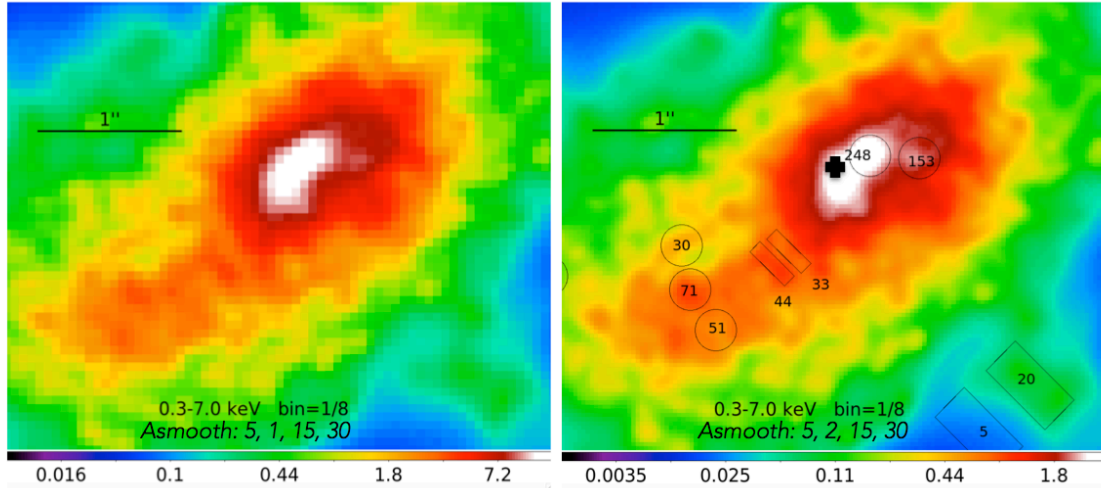 1"
0.3-7.0 keV bin=1/8
Asmooth: 5, 1, 15, 30
0.016 0.1 0.44 1.8 7.2
1"
248
153
30
71
33
44
51
20
0.3-7.0 keV bin=1/8
5
Asmooth: 5, 2, 15, 30
0.0035 0.025 0.11 0.44 1.8